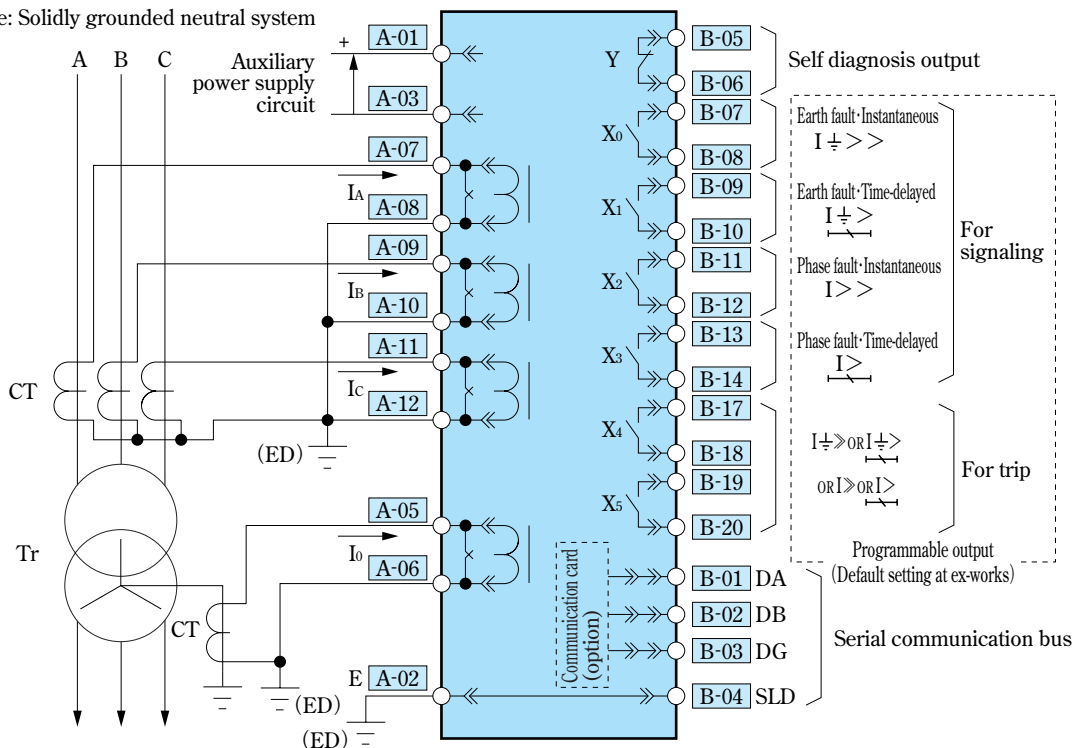 e: Solidly grounded neutral system
A B C
+
Auxiliary
power supply
circuit
A-01
A-03
A-07
IA
A-08
A-09
IB
A-10
A-11
IC
A-12
CT
(ED)
A-05
I0
A-06
Tr
CT
(ED)
E A-02
(ED)
Y
X0
X1
X2
X3
X4
X5
Communication card
(option)
B-05
B-06
Self diagnosis output
B-07
B-08
Earth fault·Instantaneous
I⏚>>
B-09
B-10
Earth fault·Time-delayed
I⏚>
B-11
B-12
Phase fault·Instantaneous
I>>
B-13
B-14
Phase fault·Time-delayed
I>
For
signaling
B-17
B-18
I⏚≫ORI⏚>
B-19
B-20
ORI≫ORI>
For trip
Programmable output
(Default setting at ex-works)
B-01 DA
B-02 DB
B-03 DG
B-04 SLD
Serial communication bus